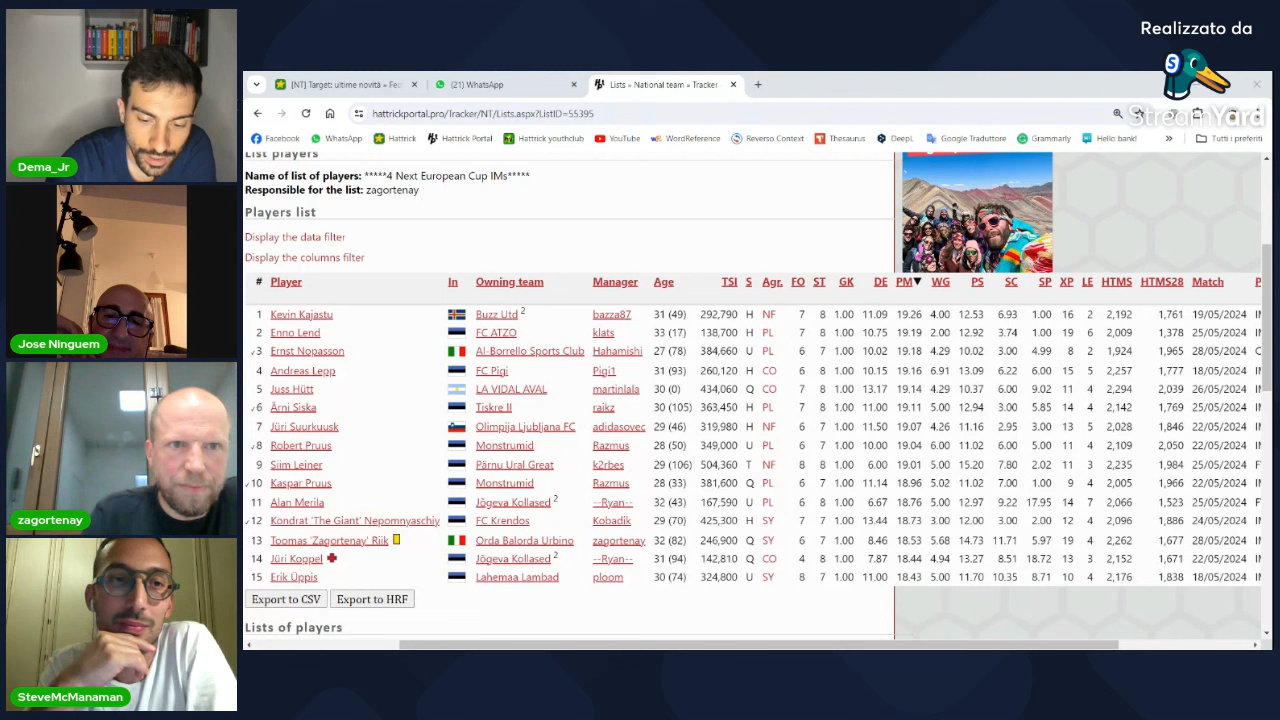 Realizzato da
StreamYard
Dema_Jr
Jose Ninguem
zagortenay
SteveMcManaman
[NT] Target: ultime novità » Fec
(21) WhatsApp
Lists » National team » Tracker
hattrickportal.pro/Tracker/NT/Lists.aspx?ListID=55395
Facebook WhatsApp Hattrick Hattrick Portal Hattrick youthclub YouTube WordReference Reverso Context Thesaurus DeepL Google Traduttore Grammarly Hello bank! » Tutti i preferiti
List players
Name of list of players: *****4 Next European Cup IMs*****
Responsible for the list: zagortenay
Players list
Display the data filter
Display the columns filter
# Player In Owning team Manager Age TSI S Agr. FO ST GK DE PM▼ WG PS SC SP XP LE HTMS HTMS28 Match
1 Kevin Kajastu Buzz Utd 2 bazza87 31 (49) 292,790 H NF 7 8 1.00 11.09 19.26 4.00 12.53 6.93 1.00 16 2 2,192 1,761 19/05/2024
2 Enno Lend FC ATZO klats 33 (17) 138,700 H PL 7 8 1.00 10.75 19.19 2.00 12.92 3.74 1.00 19 6 2,009 1,378 25/05/2024
3 Ernst Nopasson Al-Borrello Sports Club Hahamishi 27 (78) 384,660 U PL 6 7 1.00 10.02 19.18 4.29 10.02 3.00 4.99 8 2 1,924 1,965 28/05/2024
4 Andreas Lepp FC Pigi Pigi1 31 (93) 260,120 H CO 6 8 1.00 10.15 19.16 6.91 13.09 6.22 6.00 15 5 2,257 1,777 18/05/2024
5 Juss Hütt LA VIDAL AVAL martinlala 30 (0) 434,060 U CO 7 8 1.00 13.17 19.14 4.29 10.37 6.00 9.02 11 4 2,294 2,039 26/05/2024
6 Ärni Siska Tiskre II raikz 30 (105) 363,450 H PL 7 8 1.00 11.00 19.11 5.00 12.94 3.00 5.85 14 4 2,142 1,769 25/05/2024
7 Jüri Suurkuusk Olimpija Ljubljana FC adidasovec 29 (46) 319,980 H NF 7 8 1.00 11.50 19.07 4.26 11.16 2.95 3.00 13 5 2,028 1,846 22/05/2024
8 Robert Pruus Monstrumid Razmus 28 (50) 349,000 U PL 6 7 1.00 10.00 19.04 6.00 11.02 5.00 5.00 11 4 2,109 2,050 22/05/2024
9 Siim Leiner Pärnu Ural Great k2rbes 29 (106) 504,360 T NF 8 8 1.00 6.00 19.01 5.00 15.20 7.80 2.02 11 3 2,235 1,984 22/05/2024
10 Kaspar Pruus Monstrumid Razmus 28 (33) 381,600 Q PL 6 7 1.00 11.14 18.96 5.02 11.02 7.00 1.00 9 4 2,005 1,966 22/05/2024
11 Alan Merila Jõgeva Kollased 2 --Ryan-- 32 (43) 167,590 U PL 6 8 1.00 6.67 18.76 5.00 12.97 9.22 17.95 14 7 2,066 1,522 25/05/2024
12 Kondrat 'The Giant' Nepomnyaschiy FC Krendos Kobadik 29 (70) 425,300 H SY 7 7 1.00 13.44 18.73 3.00 12.00 3.00 2.00 12 4 2,096 1,886 24/05/2024
13 Toomas 'Zagortenay' Riik Orda Balorda Urbino zagortenay 32 (82) 246,900 Q SY 6 7 1.00 8.46 18.53 5.68 14.73 11.71 5.97 19 4 2,262 1,677 28/05/2024
14 Jüri Koppel Jõgeva Kollased 2 --Ryan-- 31 (94) 142,810 Q CO 4 8 1.00 7.87 18.44 4.94 13.27 8.51 18.72 13 3 2,152 1,671 22/05/2024
15 Erik Üppis Lahemaa Lambad ploom 30 (74) 324,800 U SY 8 7 1.00 11.00 18.43 5.00 11.70 10.35 8.71 10 4 2,176 1,838 18/05/2024
Export to CSV Export to HRF
Lists of players